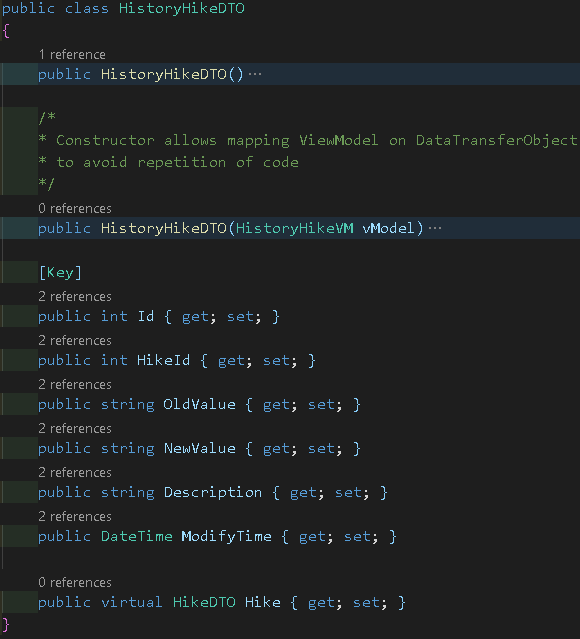 public class HistoryHikeDTO
{
1 reference
public HistoryHikeDTO()···
/*
* Constructor allows mapping ViewModel on DataTransferObject
* to avoid repetition of code
*/
0 references
public HistoryHikeDTO(HistoryHikeVM vModel)···
[Key]
2 references
public int Id { get; set; }
2 references
public int HikeId { get; set; }
2 references
public string OldValue { get; set; }
2 references
public string NewValue { get; set; }
2 references
public string Description { get; set; }
2 references
public DateTime ModifyTime { get; set; }
0 references
public virtual HikeDTO Hike { get; set; }
}